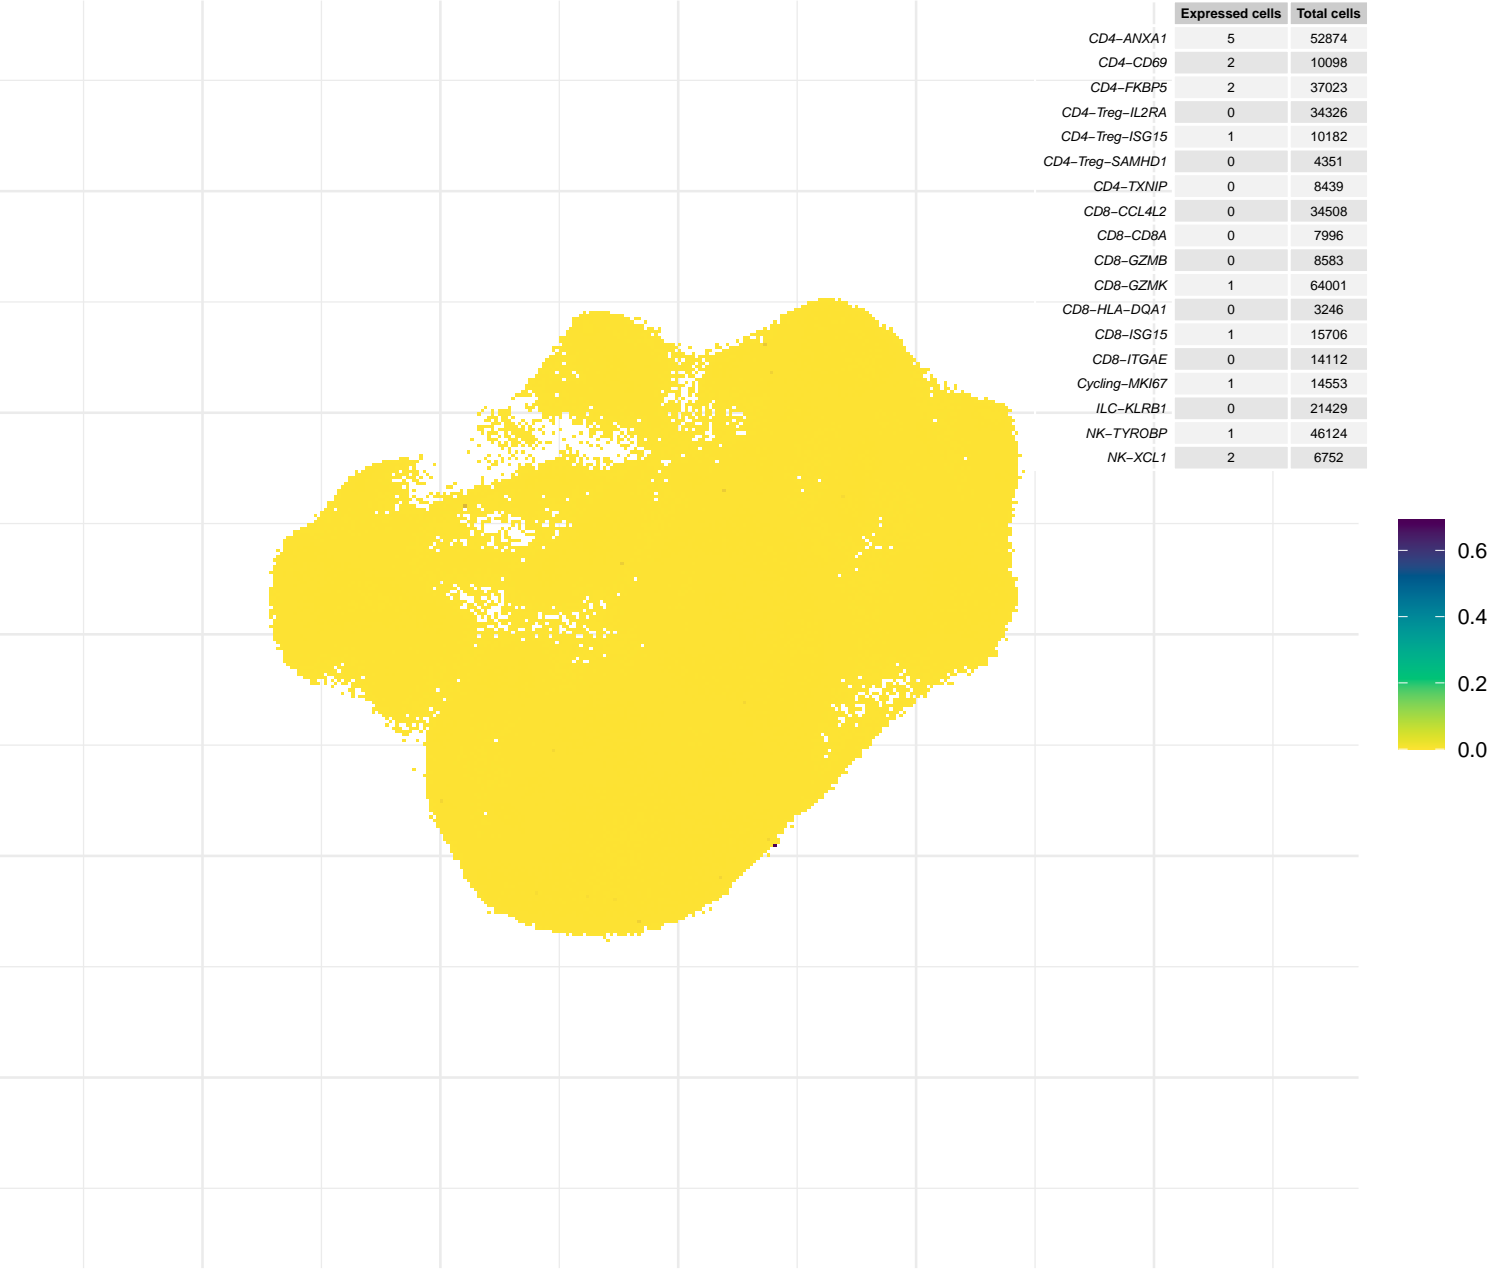 Expressed cells Total cells
CD4−ANXA1 5 52874
CD4−CD69 2 10098
CD4−FKBP5 2 37023
CD4−Treg−IL2RA 0 34326
CD4−Treg−ISG15 1 10182
CD4−Treg−SAMHD1 0 4351
CD4−TXNIP 0 8439
CD8−CCL4L2 0 34508
CD8−CD8A 0 7996
CD8−GZMB 0 8583
CD8−GZMK 1 64001
CD8−HLA−DQA1 0 3246
CD8−ISG15 1 15706
CD8−ITGAE 0 14112
Cycling−MKI67 1 14553
ILC−KLRB1 0 21429
NK−TYROBP 1 46124
NK−XCL1 2 6752
0.6
0.4
0.2
0.0